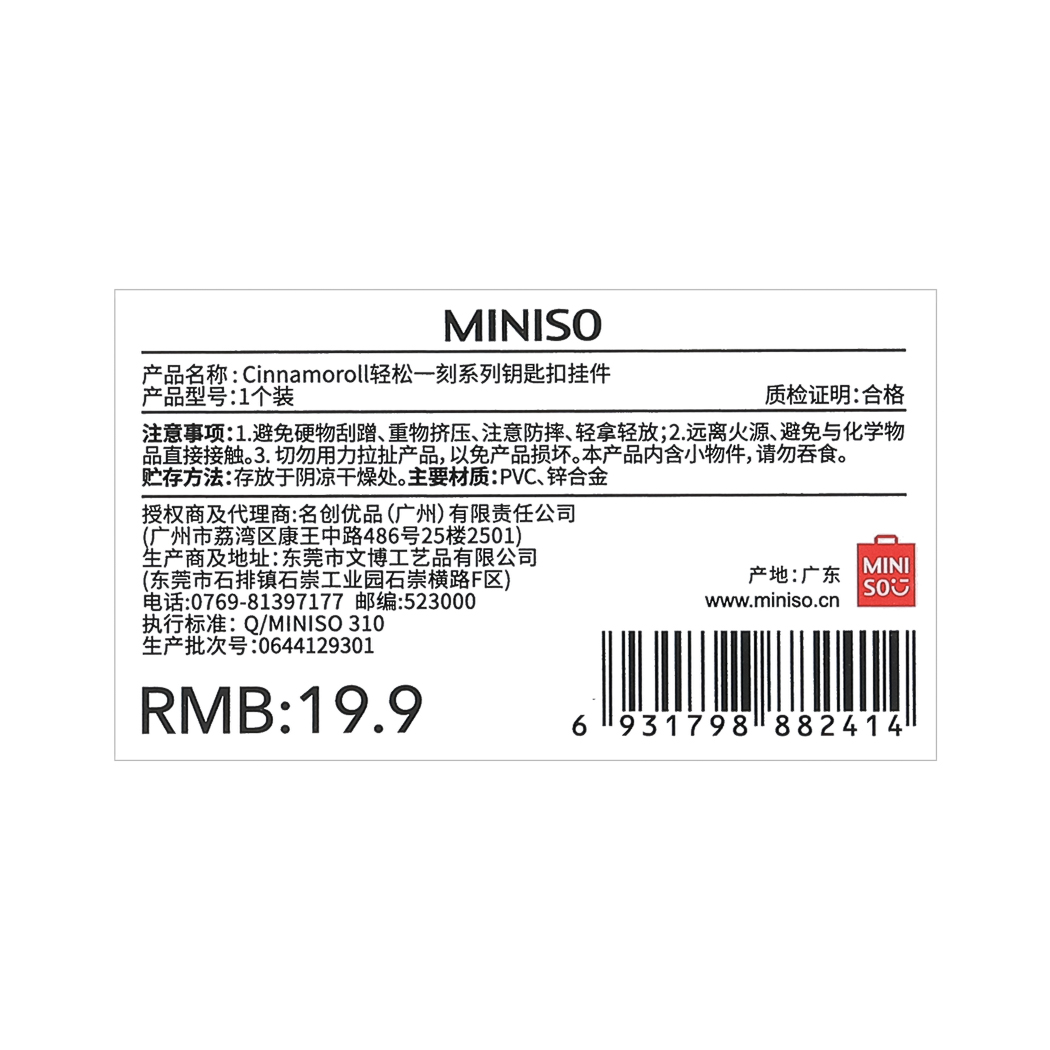 MINISO
产品名称:Cinnamoroll轻松一刻系列钥匙扣挂件
产品型号:1个装
质检证明:合格
注意事项:1.避免硬物刮蹭、重物挤压、注意防摔、轻拿轻放;2.远离火源、避免与化学物
品直接接触。3.切勿用力拉扯产品,以免产品损坏。本产品内含小物件,请勿吞食。
贮存方法:存放于阴凉干燥处。主要材质:PVC、锌合金
授权商及代理商:名创优品(广州)有限责任公司
(广州市荔湾区康王中路486号25楼2501)
生产商及地址:东莞市文博工艺品有限公司
(东莞市石排镇石崇工业园石崇横路F区)
电话:0769-81397177 邮编:523000
执行标准: Q/MINISO 310
生产批次号:0644129301
产地:广东
www.miniso.cn
MINI
SO
RMB:19.9
6 931798 882414